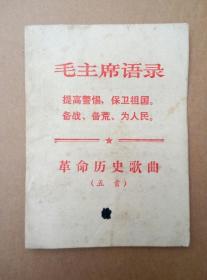 毛主席语录
提高警惕，保卫祖国。
备战、备荒、为人民。
革命历史歌曲
（五首）